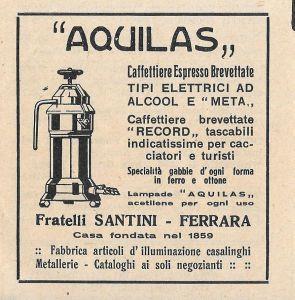 "AQUILAS„
Caffettiere Espresso Brevettate
TIPI ELETTRICI AD
ALCOOL E "META„
Caffettiere brevettate
"RECORD„ tascabili
indicatissime per cac-
ciatori e turisti
Specialità gabbie d'ogni forma
in ferro e ottone
Lampade "AQUILAS„
acetilene per ogni uso
Fratelli SANTINI - FERRARA
Casa fondata nel 1859
:: Fabbrica articoli d'illuminazione casalinghi
Metallerie - Cataloghi ai soli negozianti :: ::